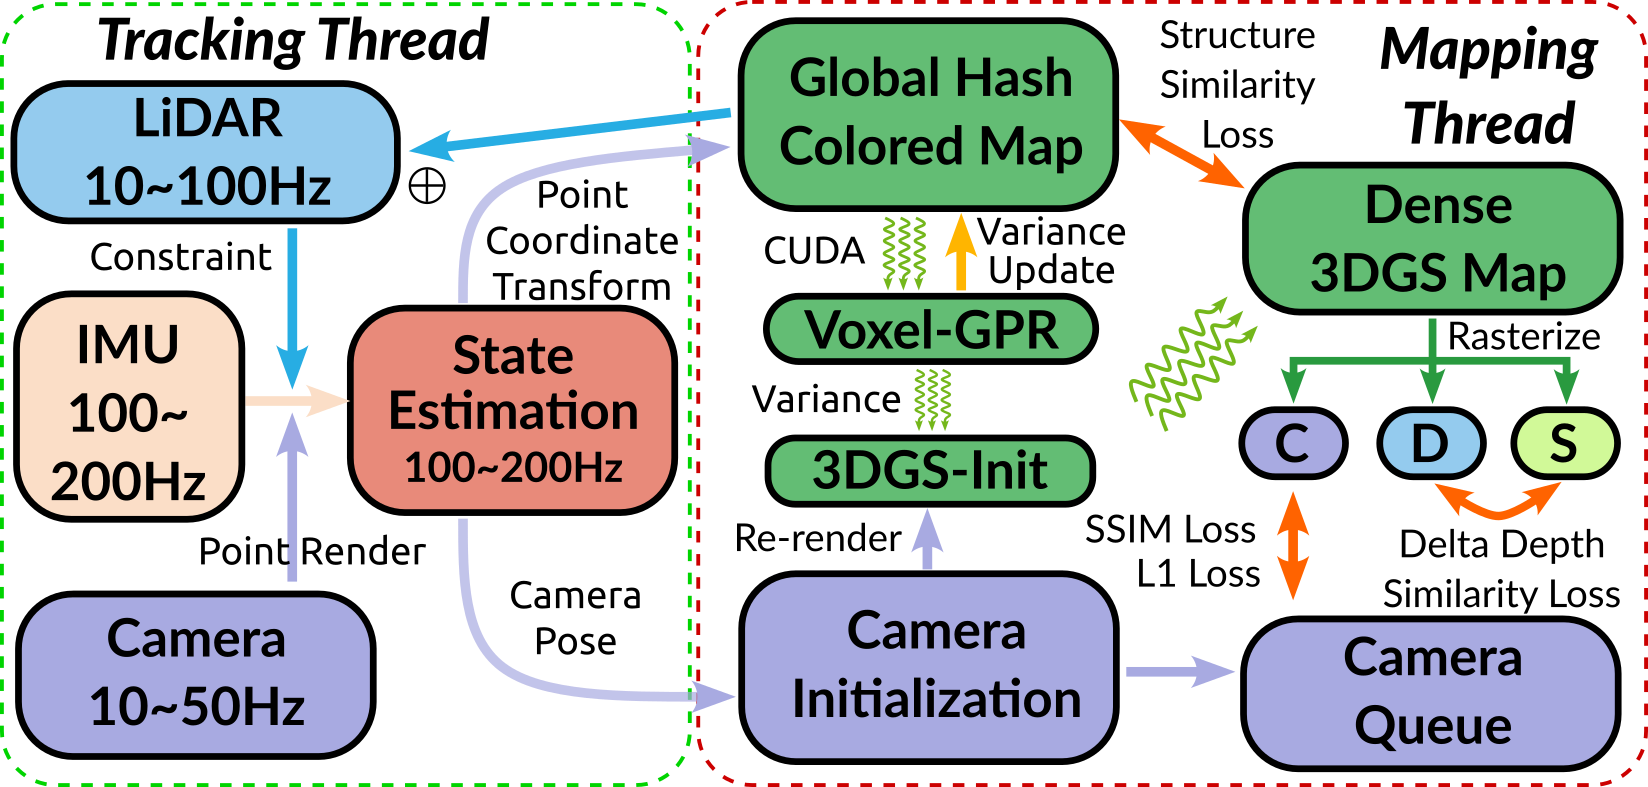 Tracking Thread
LiDAR
10~100Hz
Constraint
IMU
100~
200Hz
Point
Coordinate
Transform
State
Estimation
100~200Hz
Point Render
Camera
10~50Hz
Camera
Pose
Mapping
Thread
Global Hash
Colored Map
Structure
Similarity
Loss
CUDA
Variance
Update
Voxel-GPR
Variance
3DGS-Init
Re-render
Camera
Initialization
Dense
3DGS Map
Rasterize
C
D
S
SSIM Loss
L1 Loss
Delta Depth
Similarity Loss
Camera
Queue